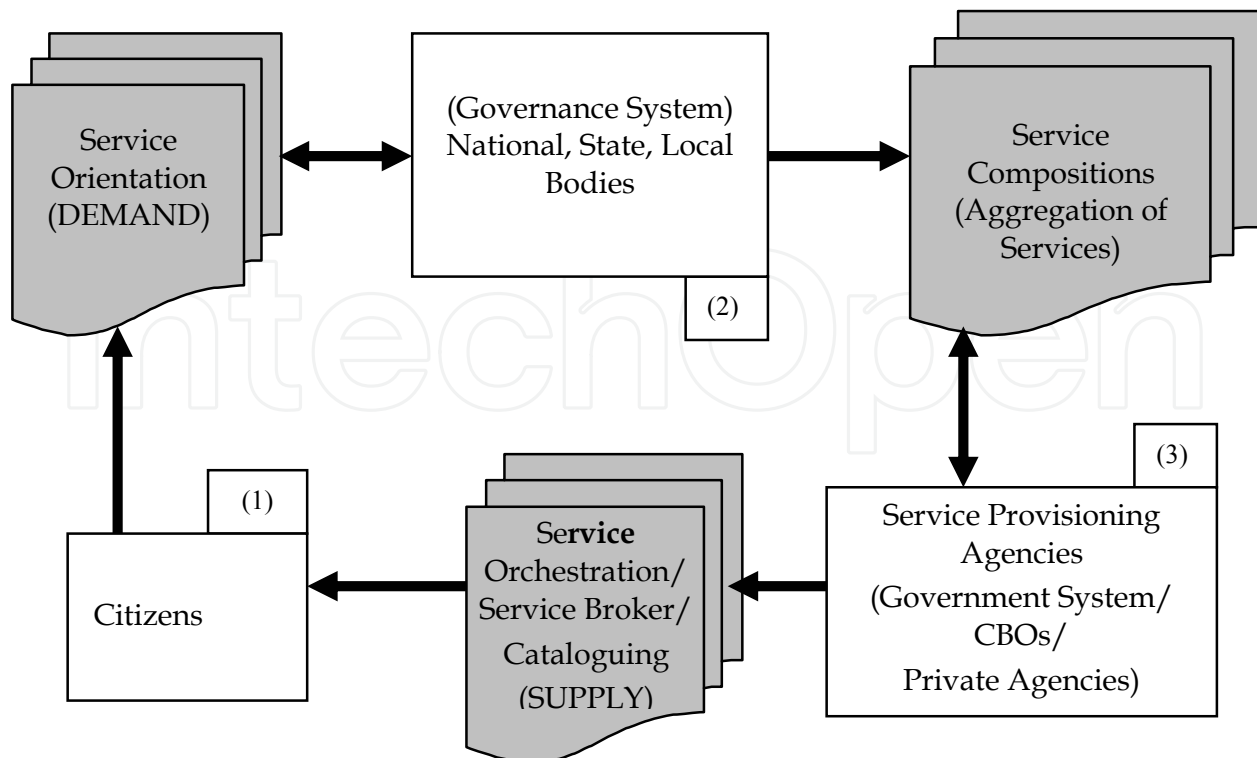 Service
Orientation
(DEMAND)
(Governance System)
National, State, Local
Bodies
(2)
Service
Compositions
(Aggregation of
Services)
(1)
Citizens
Service
Orchestration/
Service Broker/
Cataloguing
(SUPPLY)
(3)
Service Provisioning
Agencies
(Government System/
CBOs/
Private Agencies)
IntechOpen